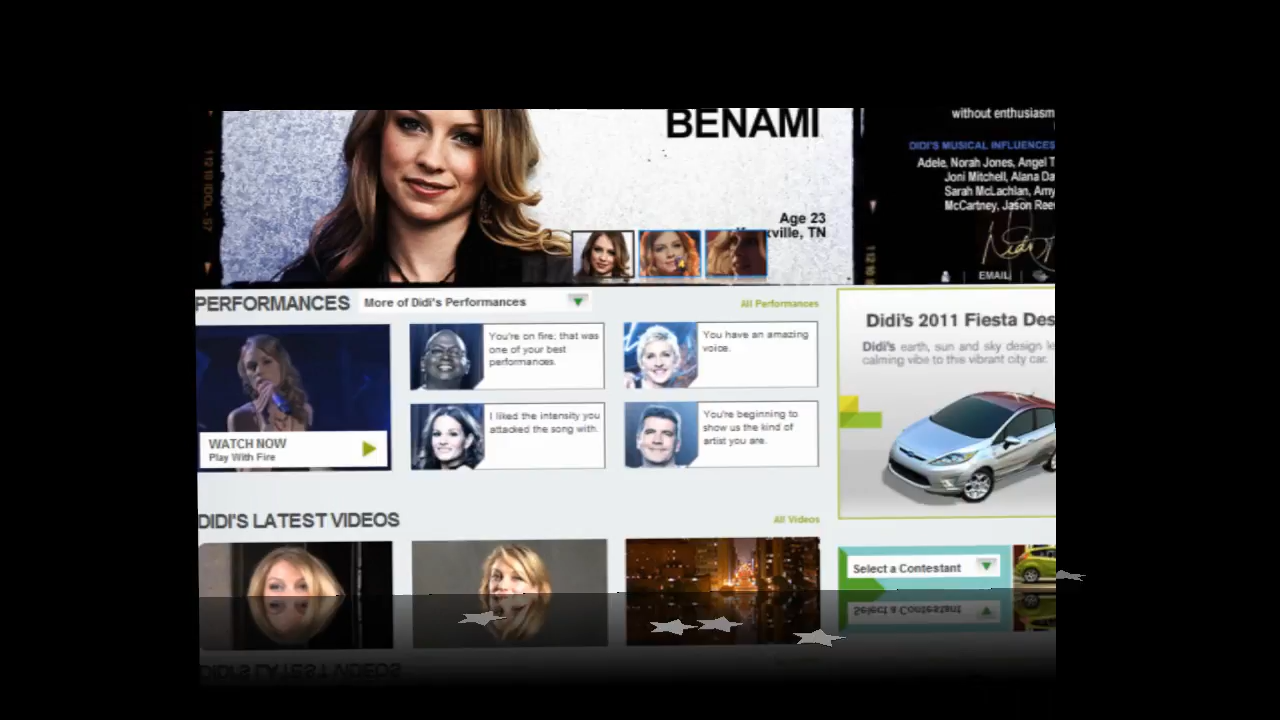 BENAMI
Age 23
ville, TN
without enthusiasm
DIDI'S MUSICAL INFLUENCES
Adele, Norah Jones, Angel T
Joni Mitchell, Alana Da
Sarah McLachlan, Amy
McCartney, Jason Ree
EMAIL
PERFORMANCES
More of Didi's Performances
All Performances
WATCH NOW
Play With Fire
You're on fire; that was
one of your best
performances.
You have an amazing
voice.
I liked the intensity you
attacked the song with.
You're beginning to
show us the kind of
artist you are.
Didi's 2011 Fiesta Des
Didi's earth, sun and sky design le
calming vibe to this vibrant city car.
DIDI'S LATEST VIDEOS
All Videos
Select a Contestant